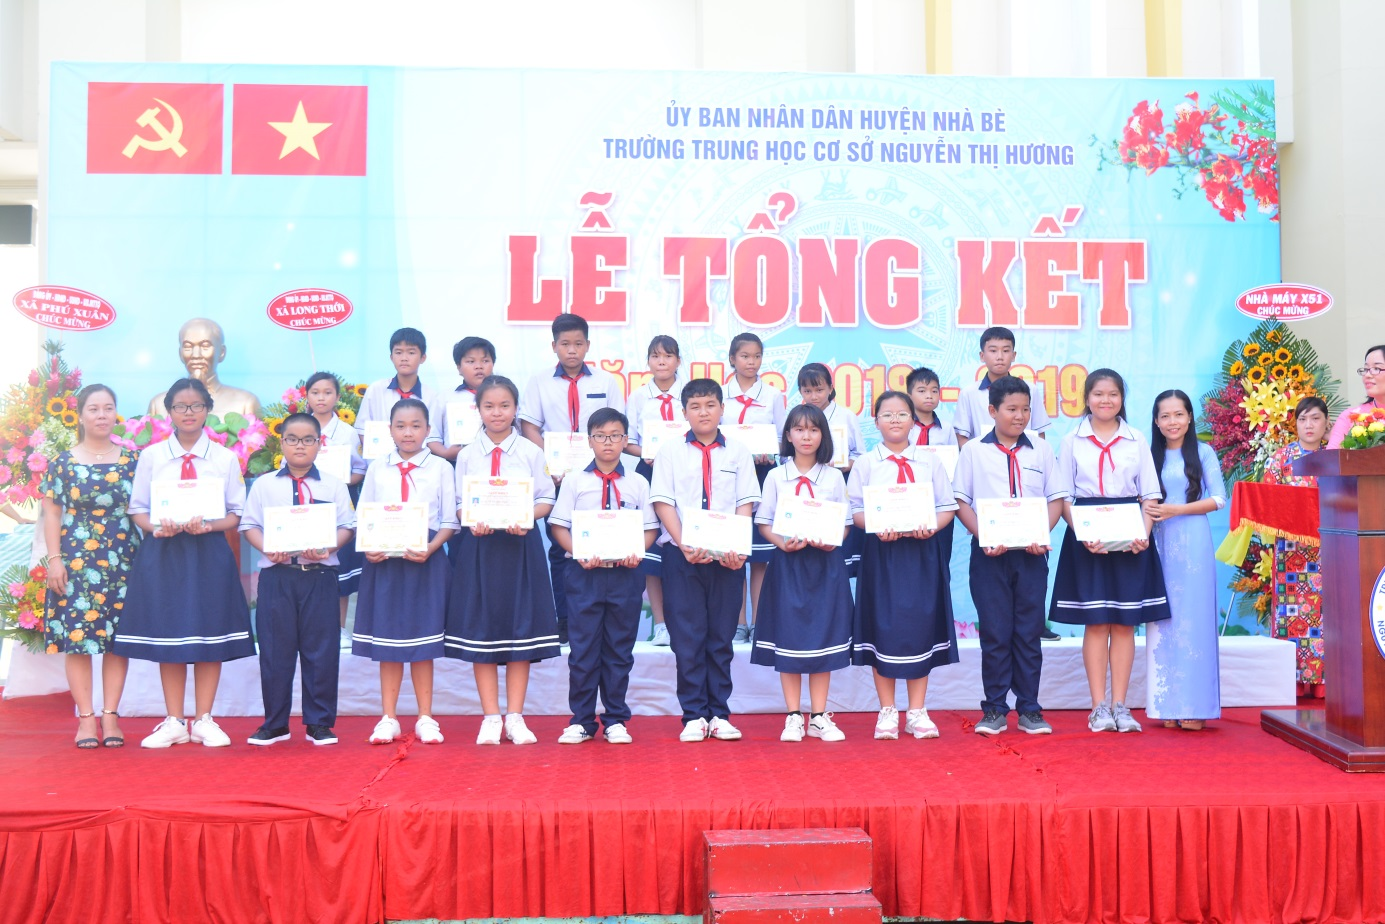 ỦY BAN NHÂN DÂN HUYỆN NHÀ BÈ
TRƯỜNG TRUNG HỌC CƠ SỞ NGUYỄN THỊ HƯƠNG
LỄ TỔNG KẾT
2019
XÃ PHÚ XUÂN
CHÚC MỪNG
XÃ LONG THỚI
CHÚC MỪNG
NHÀ MÁY X51
CHÚC MỪNG